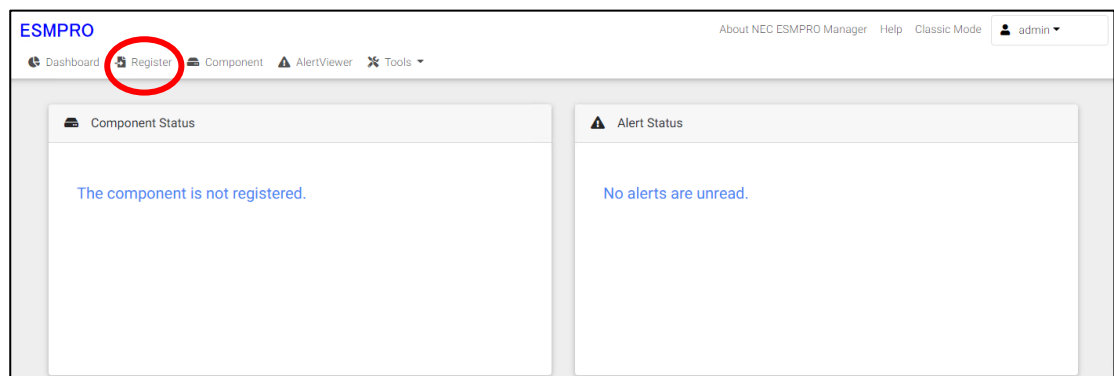 ESMPRO
About NEC ESMPRO Manager Help Classic Mode admin
Dashboard Register Component AlertViewer Tools
Component Status
Alert Status
The component is not registered.
No alerts are unread.